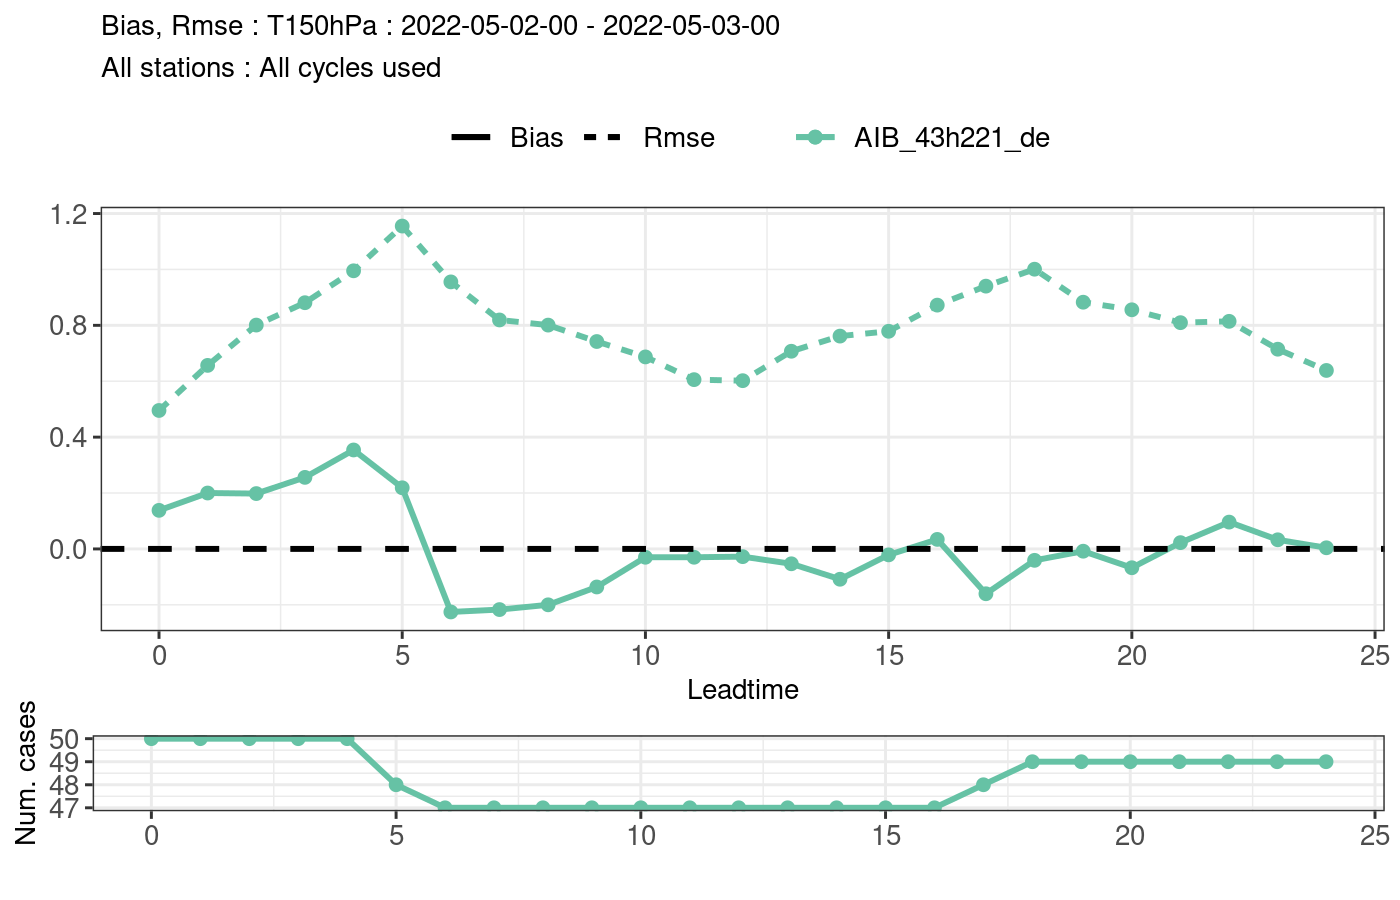 Bias, Rmse : T150hPa : 2022-05-02-00 - 2022-05-03-00
All stations : All cycles used
Bias Rmse AIB_43h221_de
1.2
0.8
0.4
0.0
0 5 10 15 20 25
Leadtime
Num. cases
50
49
48
47
0 5 10 15 20 25